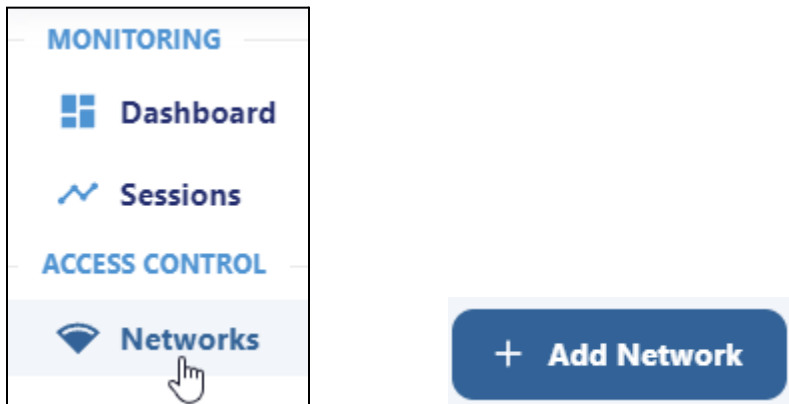 MONITORING
Dashboard
Sessions
ACCESS CONTROL
Networks
+ Add Network